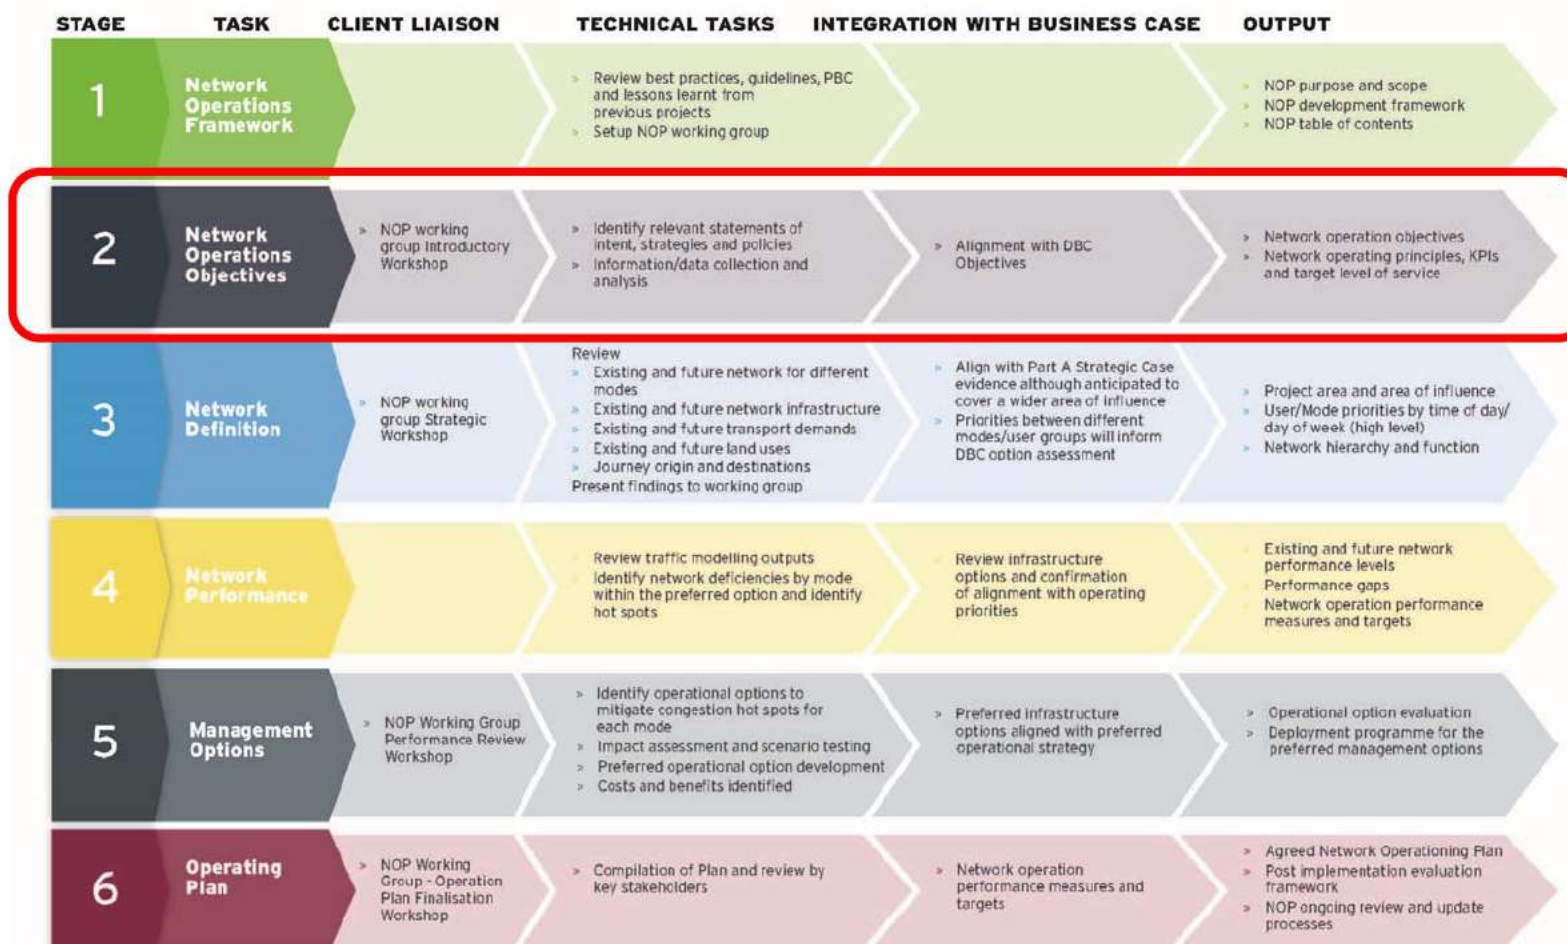 STAGE TASK CLIENT LIAISON TECHNICAL TASKS INTEGRATION WITH BUSINESS CASE OUTPUT
1
Network
Operations
Framework
» Review best practices, guidelines, PBC
and lessons learnt from
previous projects
» Setup NOP working group
» NOP purpose and scope
» NOP development framework
» NOP table of contents
2
Network
Operations
Objectives
» NOP working
group Introductory
Workshop
» Identify relevant statements of
intent, strategies and policies
» Information/data collection and
analysis
» Alignment with DBC
Objectives
» Network operation objectives
» Network operating principles, KPIs
and target level of service
3
Network
Definition
» NOP working
group Strategic
Workshop
Review
» Existing and future network for different
modes
» Existing and future network infrastructure
» Existing and future transport demands
» Existing and future land uses
» Journey origin and destinations
Present findings to working group
» Align with Part A Strategic Case
evidence although anticipated to
cover a wider area of influence
» Priorities between different
modes/user groups will inform
DBC option assessment
» Project area and area of influence
» User/Mode priorities by time of day/
day of week (high level)
» Network hierarchy and function
4
Network
Performance
Review traffic modelling outputs
Identify network deficiencies by mode
within the preferred option and identify
hot spots
Review infrastructure
options and confirmation
of alignment with operating
priorities
Existing and future network
performance levels
Performance gaps
Network operation performance
measures and targets
5
Management
Options
» NOP Working Group
Performance Review
Workshop
» Identify operational options to
mitigate congestion hot spots for
each mode
» Impact assessment and scenario testing
» Preferred operational option development
» Costs and benefits identified
» Preferred infrastructure
options aligned with preferred
operational strategy
» Operational option evaluation
» Deployment programme for the
preferred management options
6
Operating
Plan
» NOP Working
Group - Operation
Plan Finalisation
Workshop
» Compilation of Plan and review by
key stakeholders
» Network operation
performance measures and
targets
» Agreed Network Operationing Plan
» Post implementation evaluation
framework
» NOP ongoing review and update
processes